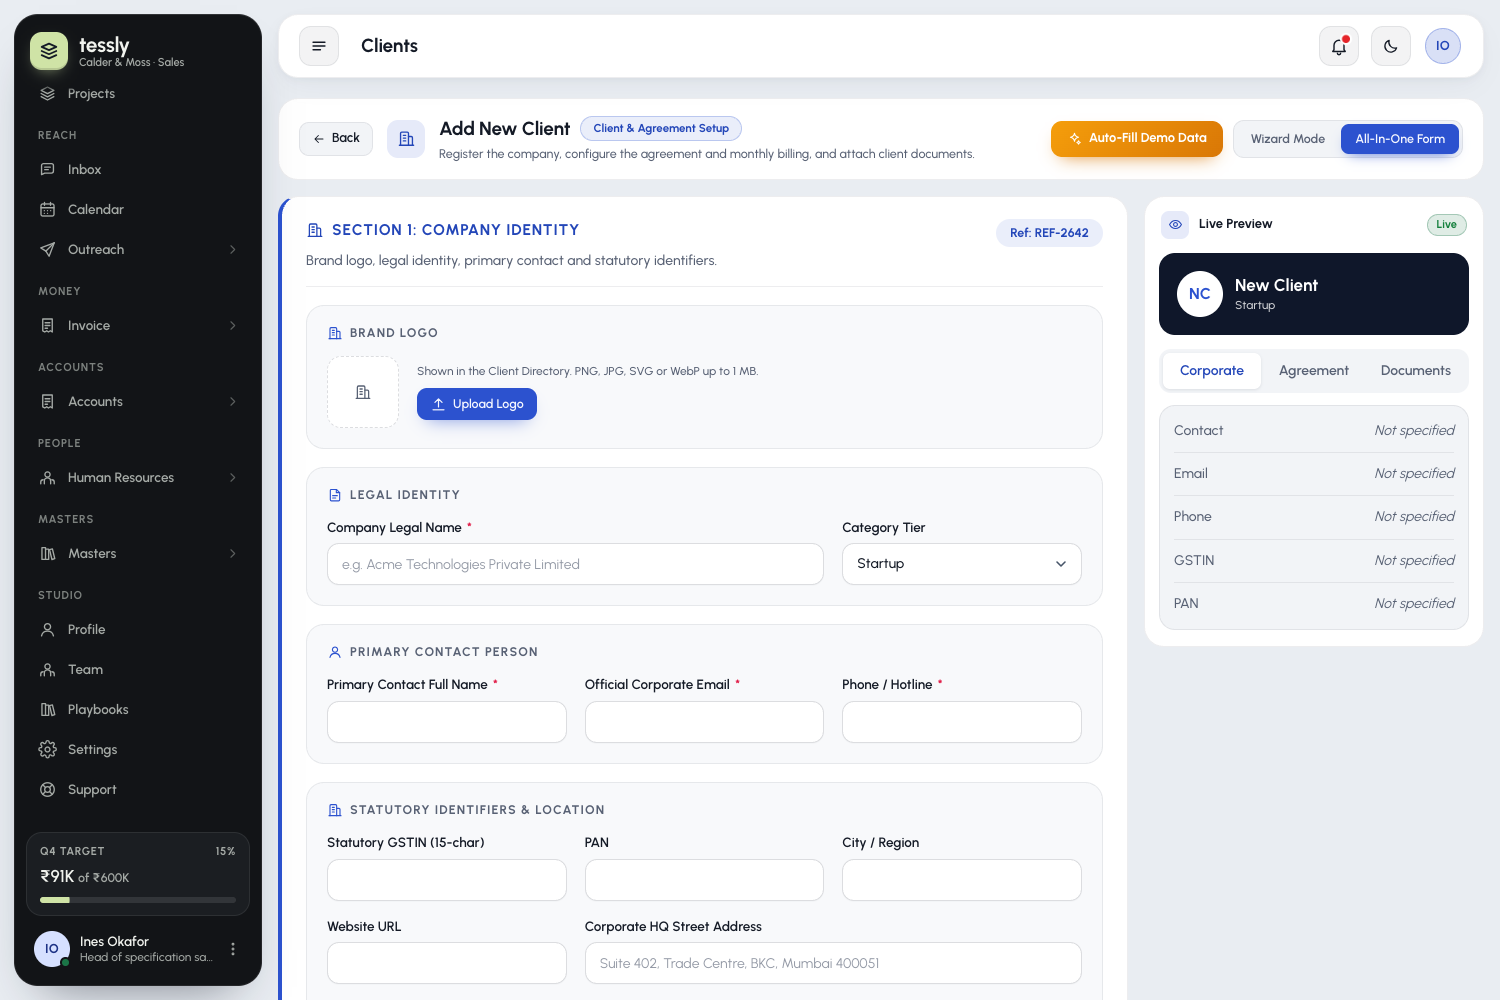 tessly
Calder & Moss · Sales
Projects
REACH
Inbox
Calendar
Outreach
MONEY
Invoice
ACCOUNTS
Accounts
PEOPLE
Human Resources
MASTERS
Masters
STUDIO
Profile
Team
Playbooks
Settings
Support
Q4 TARGET 15%
₹91K of ₹600K
IO
Ines Okafor
Head of specification sa...
Clients
IO
Back
Add New Client
Client & Agreement Setup
Register the company, configure the agreement and monthly billing, and attach client documents.
Auto-Fill Demo Data
Wizard Mode
All-In-One Form
SECTION 1: COMPANY IDENTITY
Ref: REF-2642
Brand logo, legal identity, primary contact and statutory identifiers.
BRAND LOGO
Shown in the Client Directory. PNG, JPG, SVG or WebP up to 1 MB.
Upload Logo
LEGAL IDENTITY
Company Legal Name *
Category Tier
e.g. Acme Technologies Private Limited
Startup
PRIMARY CONTACT PERSON
Primary Contact Full Name *
Official Corporate Email *
Phone / Hotline *
STATUTORY IDENTIFIERS & LOCATION
Statutory GSTIN (15-char)
PAN
City / Region
Website URL
Corporate HQ Street Address
Suite 402, Trade Centre, BKC, Mumbai 400051
Live Preview
Live
NC
New Client
Startup
Corporate
Agreement
Documents
Contact Not specified
Email Not specified
Phone Not specified
GSTIN Not specified
PAN Not specified